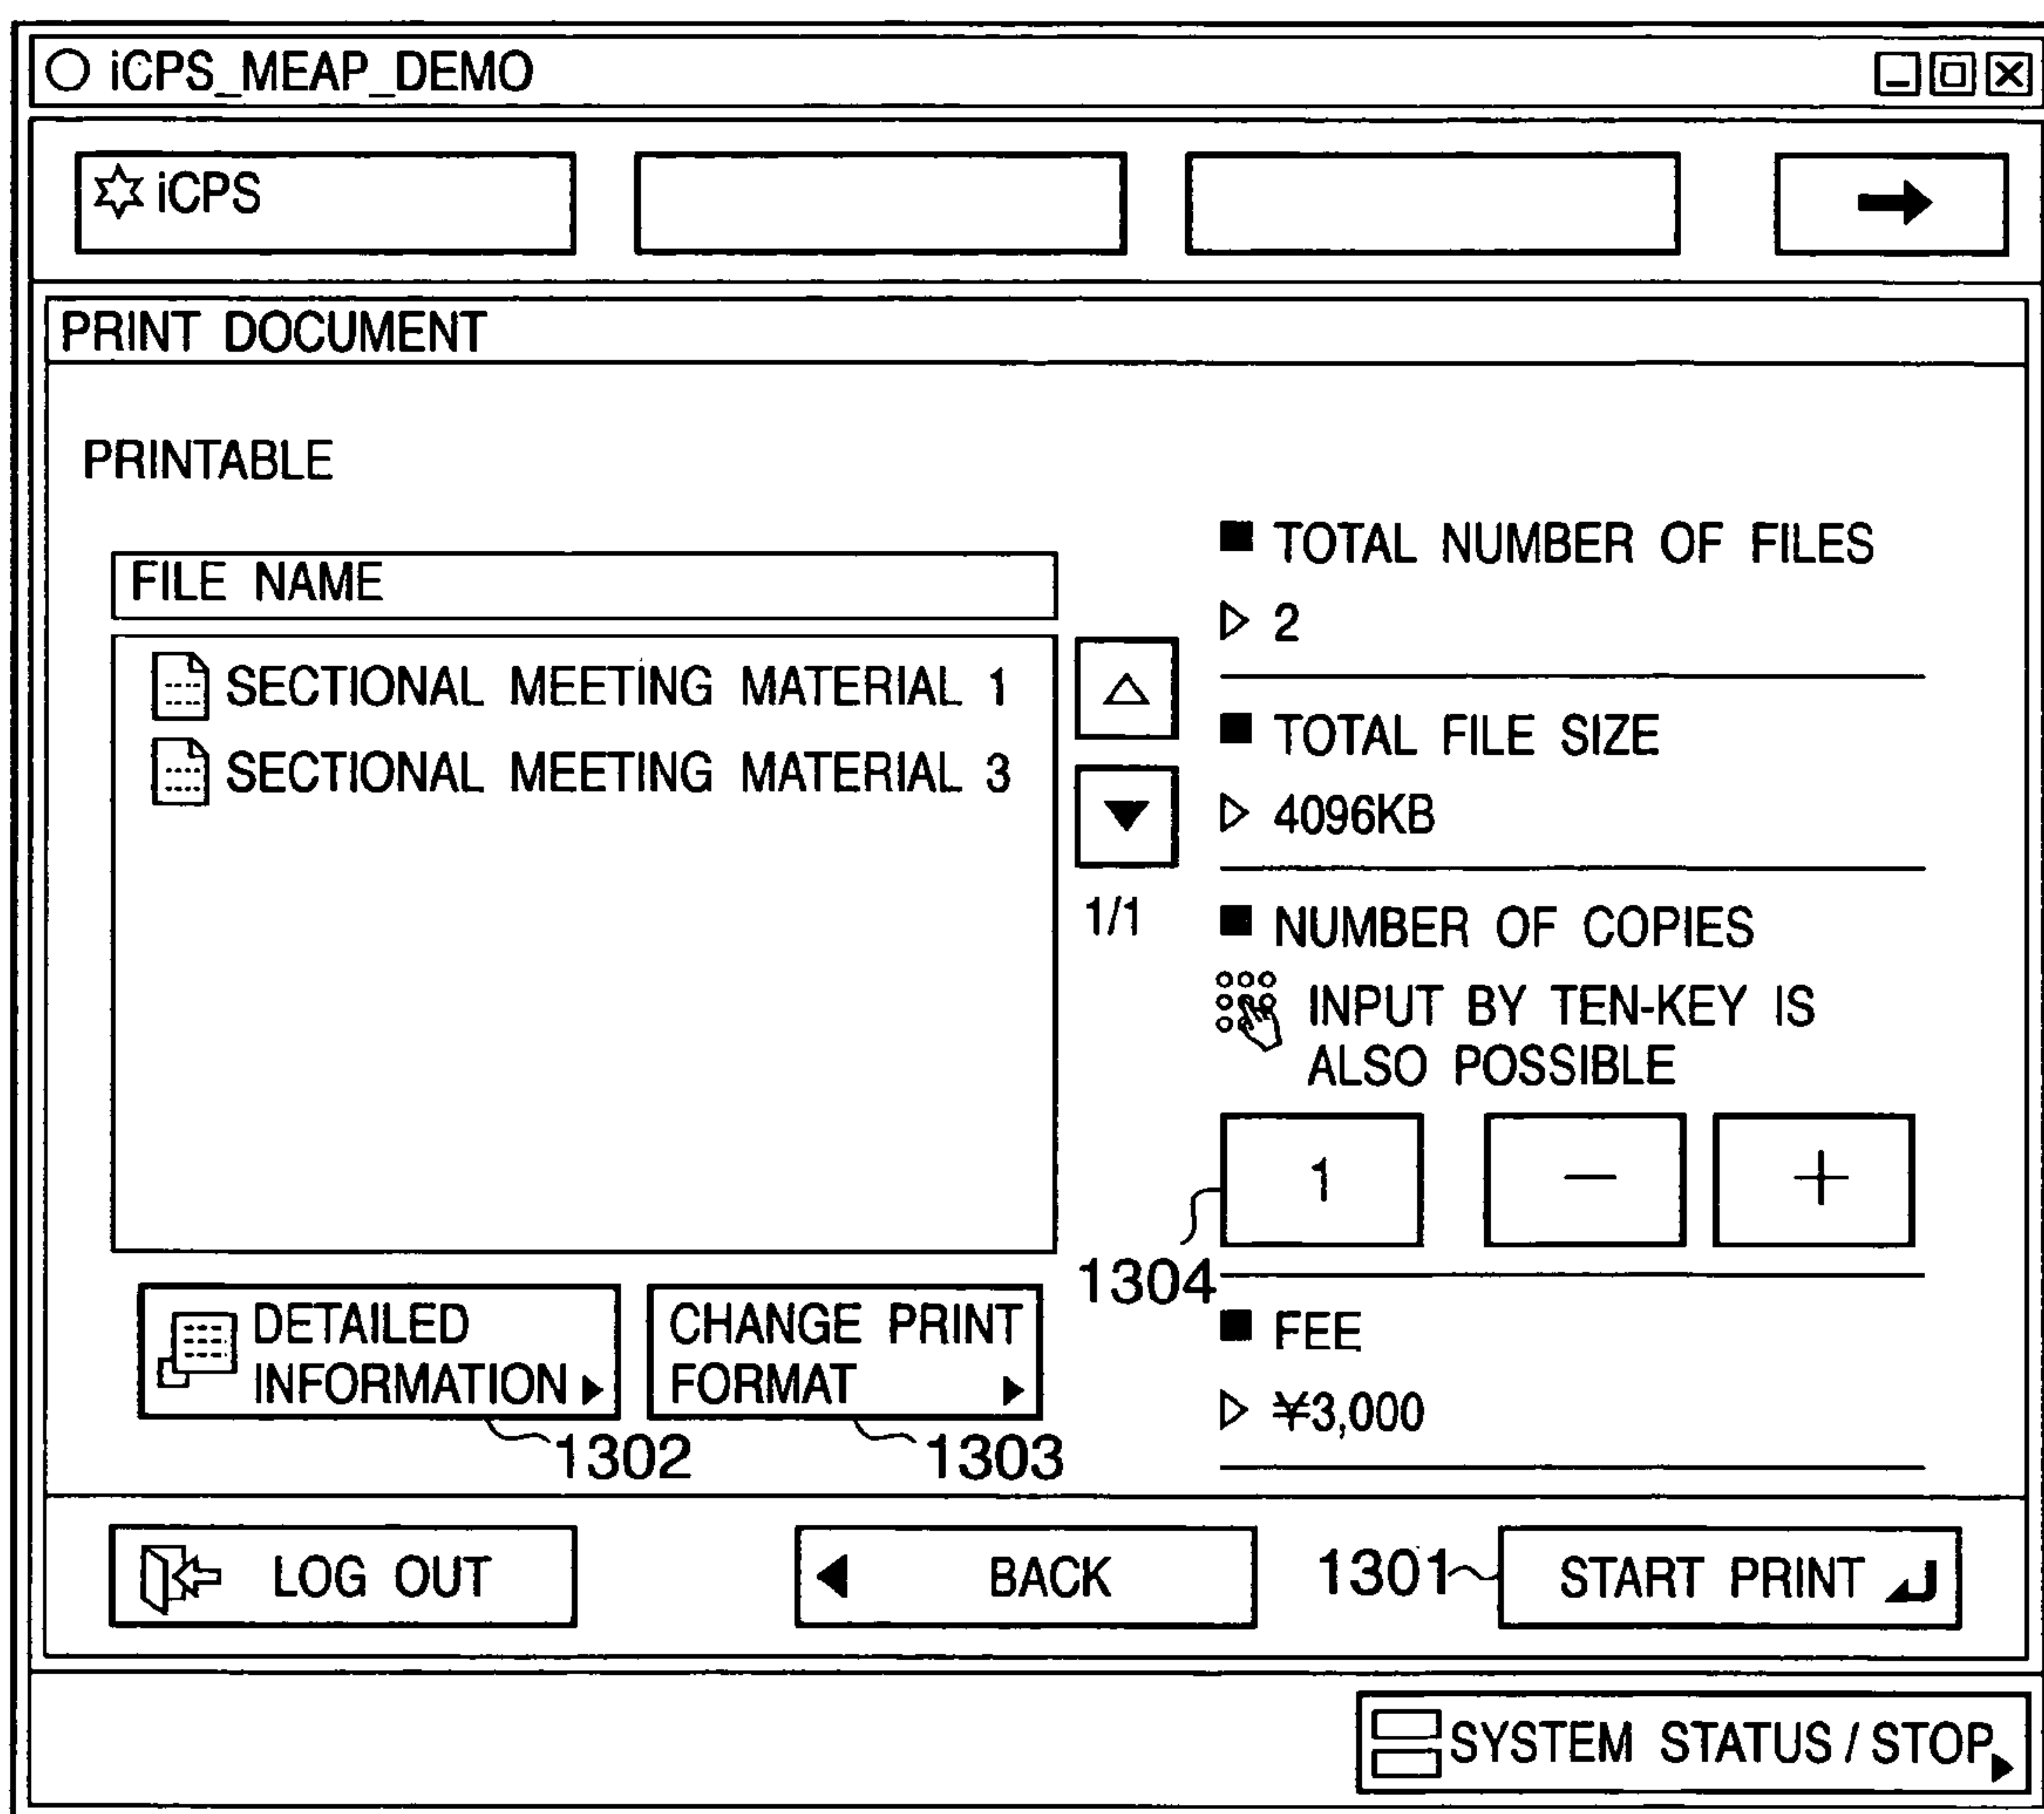 iCPS_MEAP_DEMO
iCPS
PRINT DOCUMENT
PRINTABLE
FILE NAME
SECTIONAL MEETING MATERIAL 1
SECTIONAL MEETING MATERIAL 3
1/1
DETAILED
INFORMATION
1302
CHANGE PRINT
FORMAT
1303
TOTAL NUMBER OF FILES
2
TOTAL FILE SIZE
4096KB
NUMBER OF COPIES
INPUT BY TEN-KEY IS
ALSO POSSIBLE
1 — +
1304
FEE
¥3,000
LOG OUT
BACK
1301
START PRINT
SYSTEM STATUS / STOP